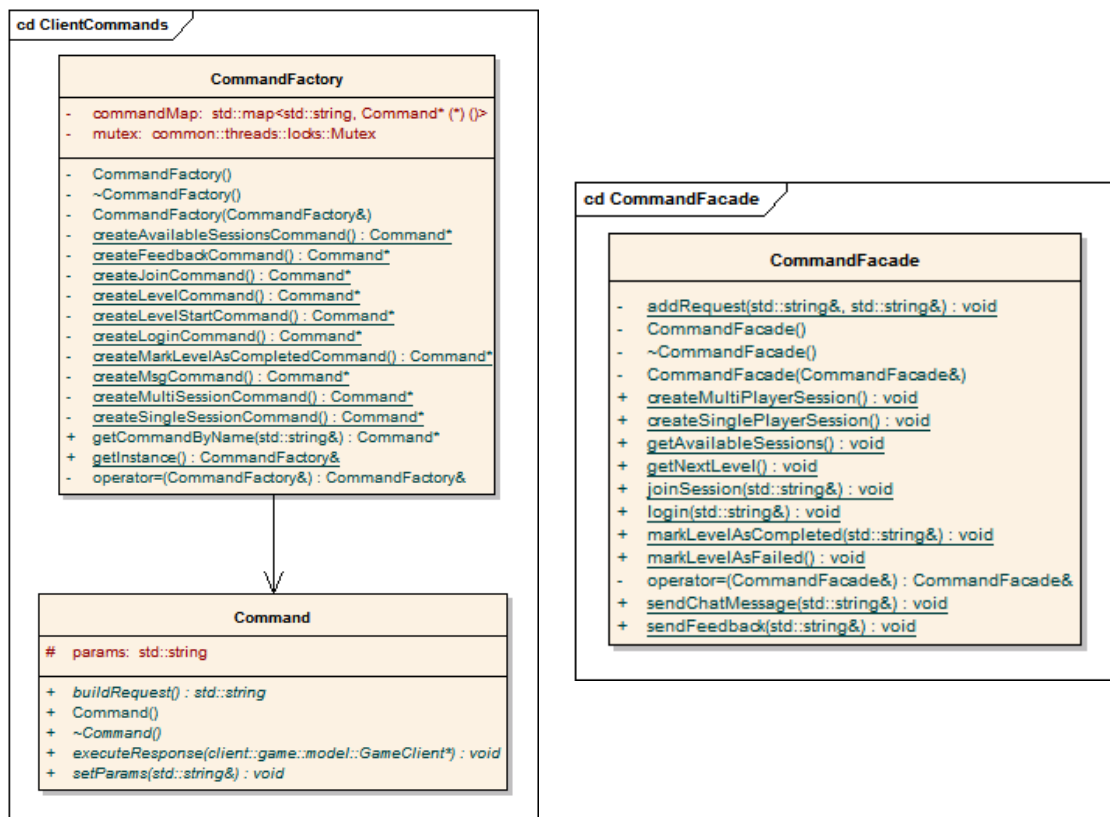 cd ClientCommands
CommandFactory
- commandMap: std::map<std::string, Command* (*) ()>
- mutex: common::threads::locks::Mutex
- CommandFactory()
- ~CommandFactory()
- CommandFactory(CommandFactory&)
- createAvailableSessionsCommand() : Command*
- createFeedbackCommand() : Command*
- createJoinCommand() : Command*
- createLevelCommand() : Command*
- createLevelStartCommand() : Command*
- createLoginCommand() : Command*
- createMarkLevelAsCompletedCommand() : Command*
- createMsgCommand() : Command*
- createMultiSessionCommand() : Command*
- createSingleSessionCommand() : Command*
+ getCommandByName(std::string&) : Command*
+ getInstance() : CommandFactory&
- operator=(CommandFactory&) : CommandFactory&
Command
# params: std::string
+ buildRequest() : std::string
+ Command()
+ ~Command()
+ executeResponse(client::game::model::GameClient*) : void
+ setParams(std::string&) : void
cd CommandFacade
CommandFacade
- addRequest(std::string&, std::string&) : void
- CommandFacade()
- ~CommandFacade()
- CommandFacade(CommandFacade&)
+ createMultiPlayerSession() : void
+ createSinglePlayerSession() : void
+ getAvailableSessions() : void
+ getNextLevel() : void
+ joinSession(std::string&) : void
+ login(std::string&) : void
+ markLevelAsCompleted(std::string&) : void
+ markLevelAsFailed() : void
- operator=(CommandFacade&) : CommandFacade&
+ sendChatMessage(std::string&) : void
+ sendFeedback(std::string&) : void